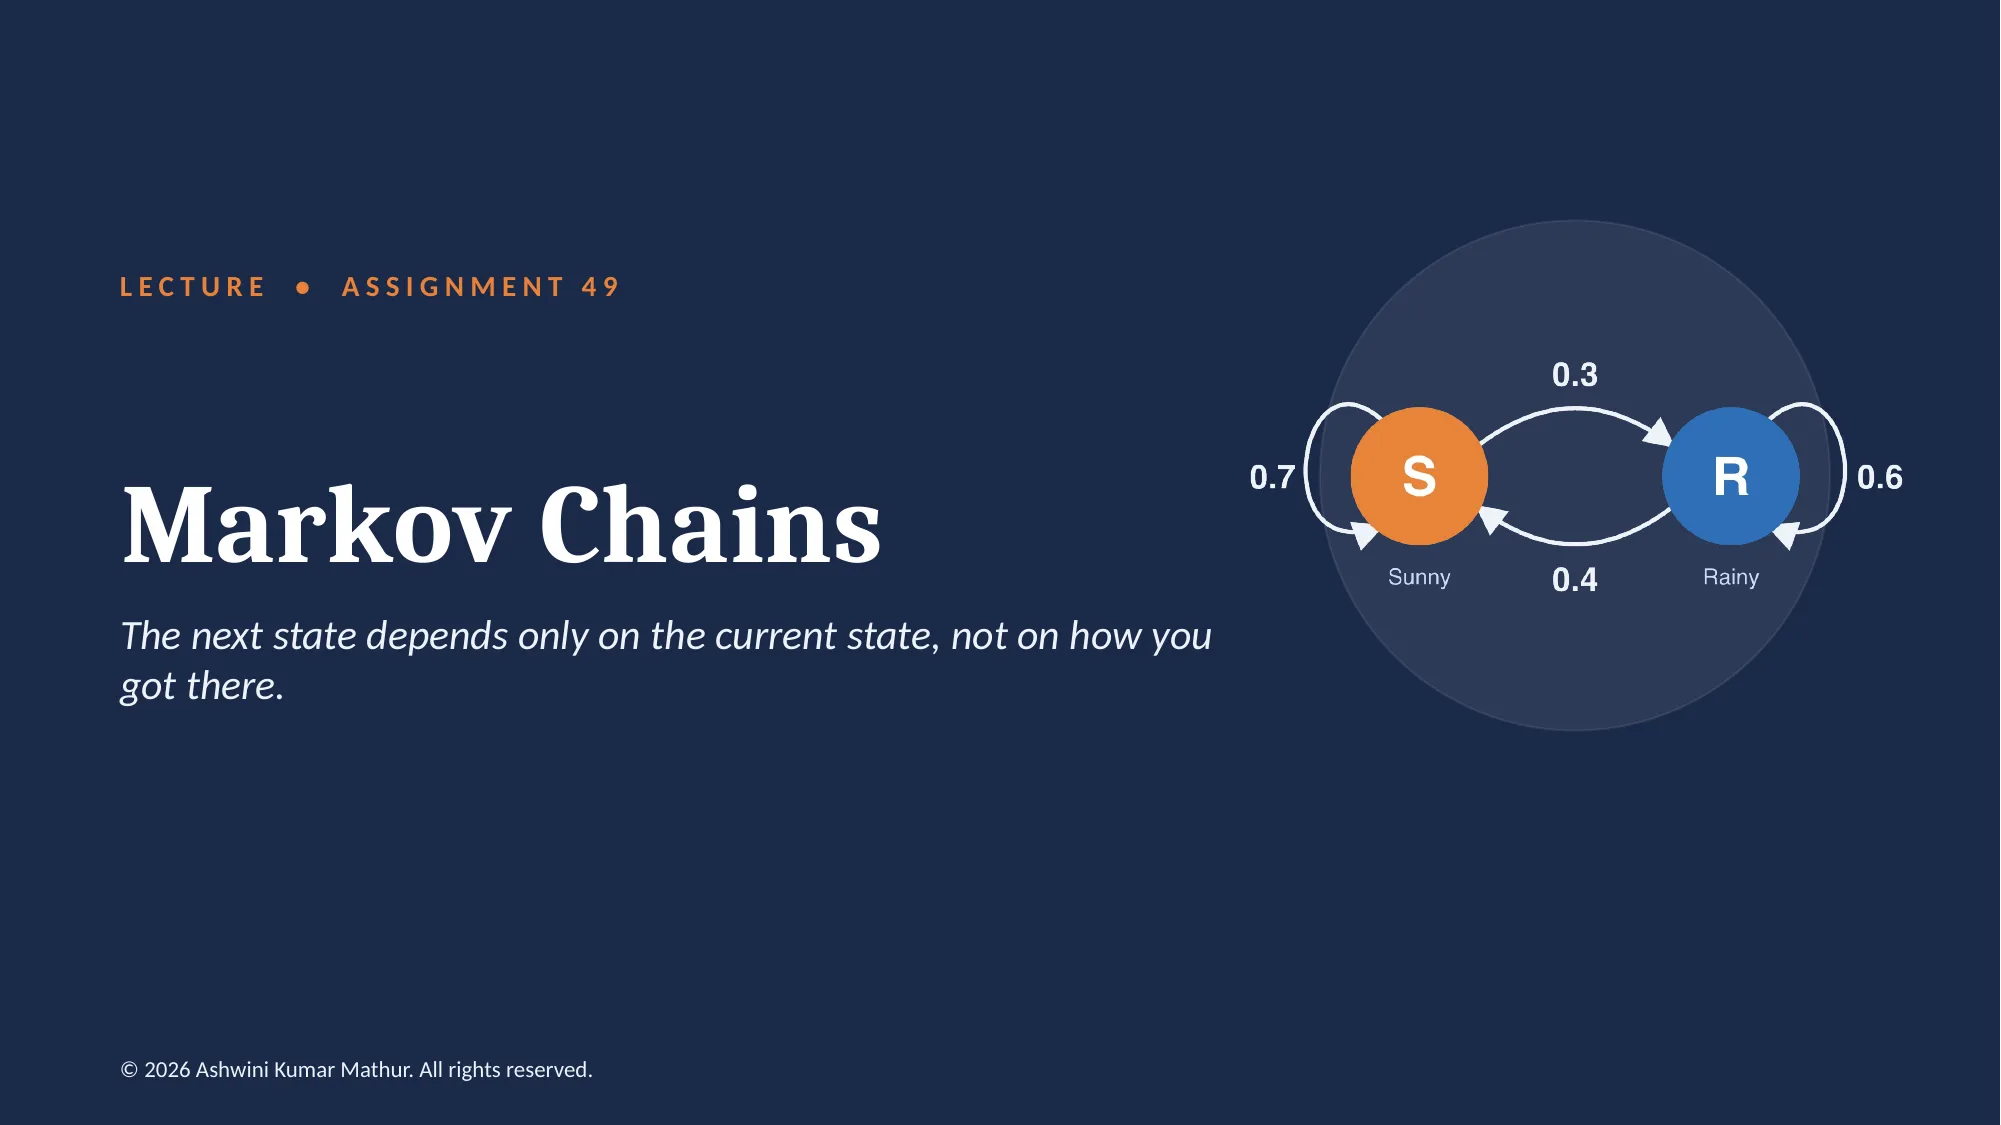 LECTURE • ASSIGNMENT 49
Markov Chains
The next state depends only on the current state, not on how you
got there.
0.3
0.7
S
R
0.6
Sunny
0.4
Rainy
© 2026 Ashwini Kumar Mathur. All rights reserved.